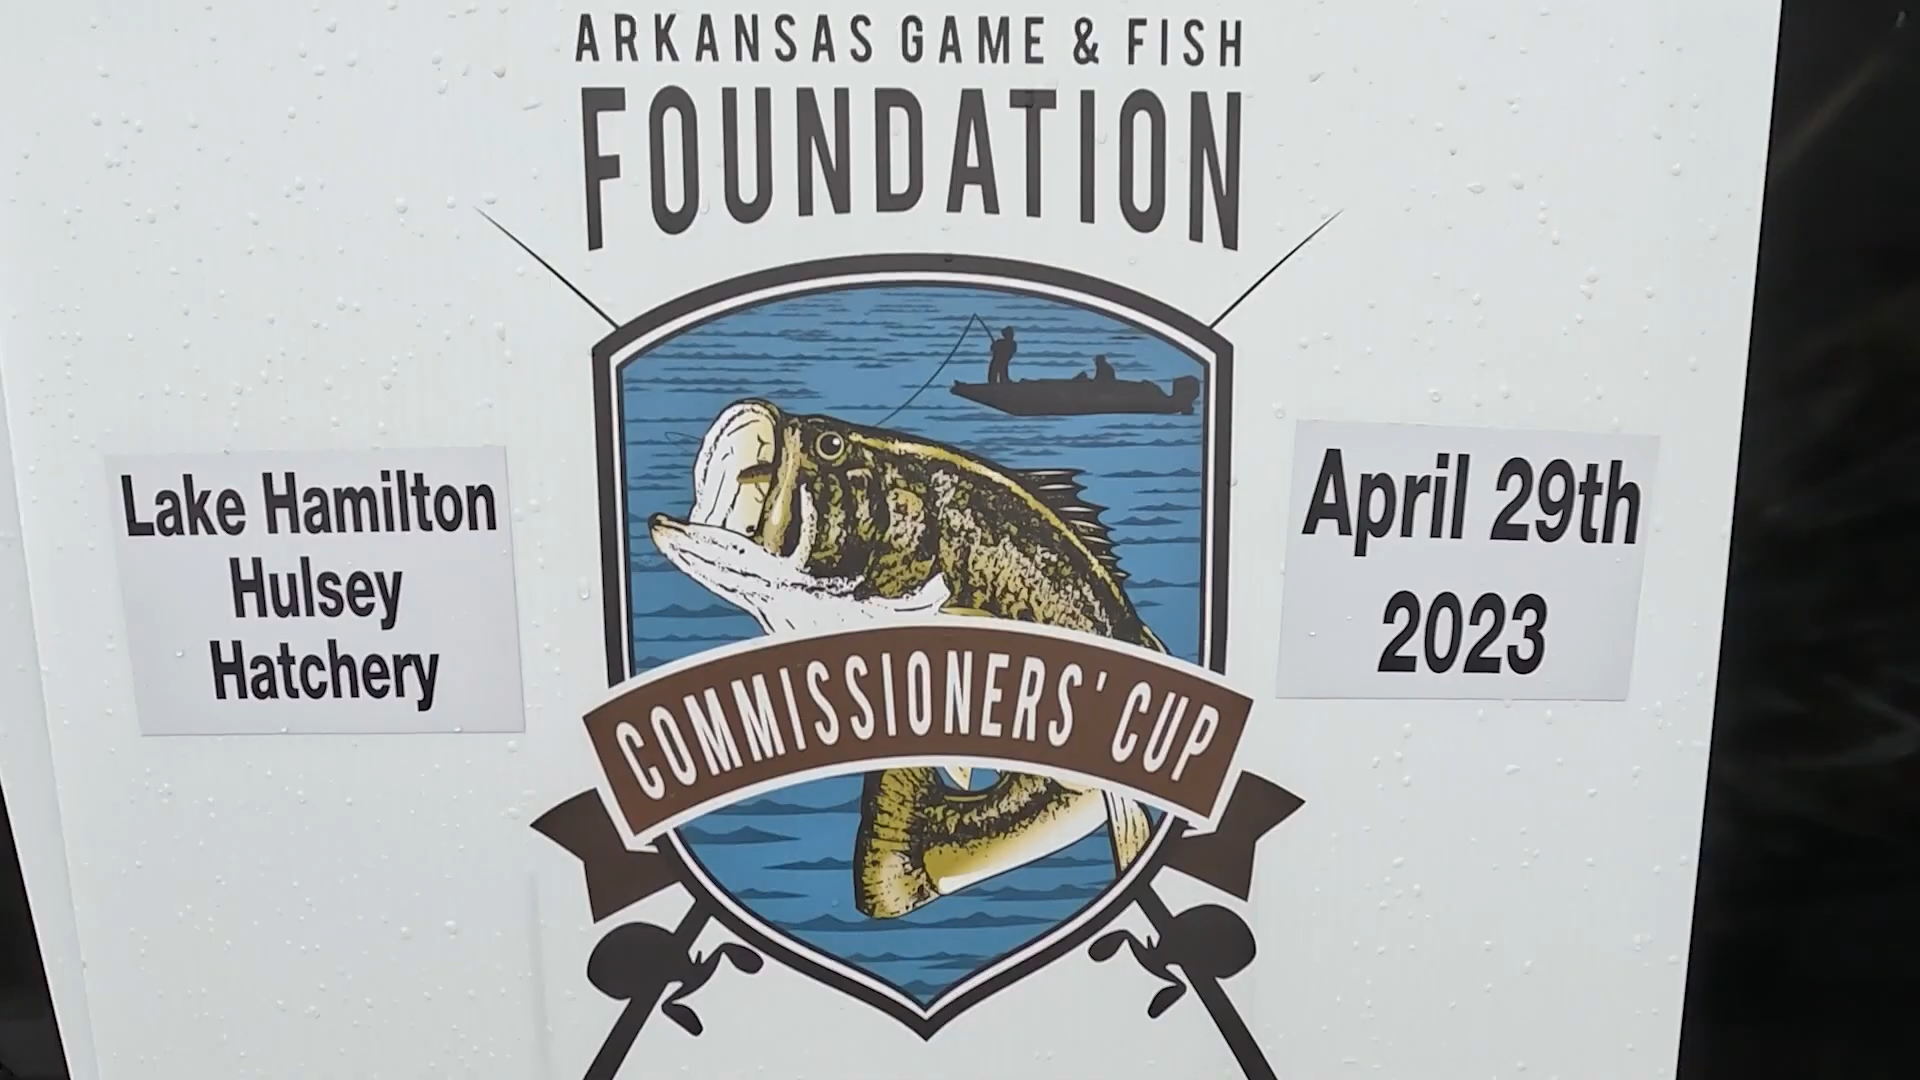 ARKANSAS GAME & FISH
FOUNDATION
Lake Hamilton
Hulsey
Hatchery
April 29th
2023
COMMISSIONERS' CUP